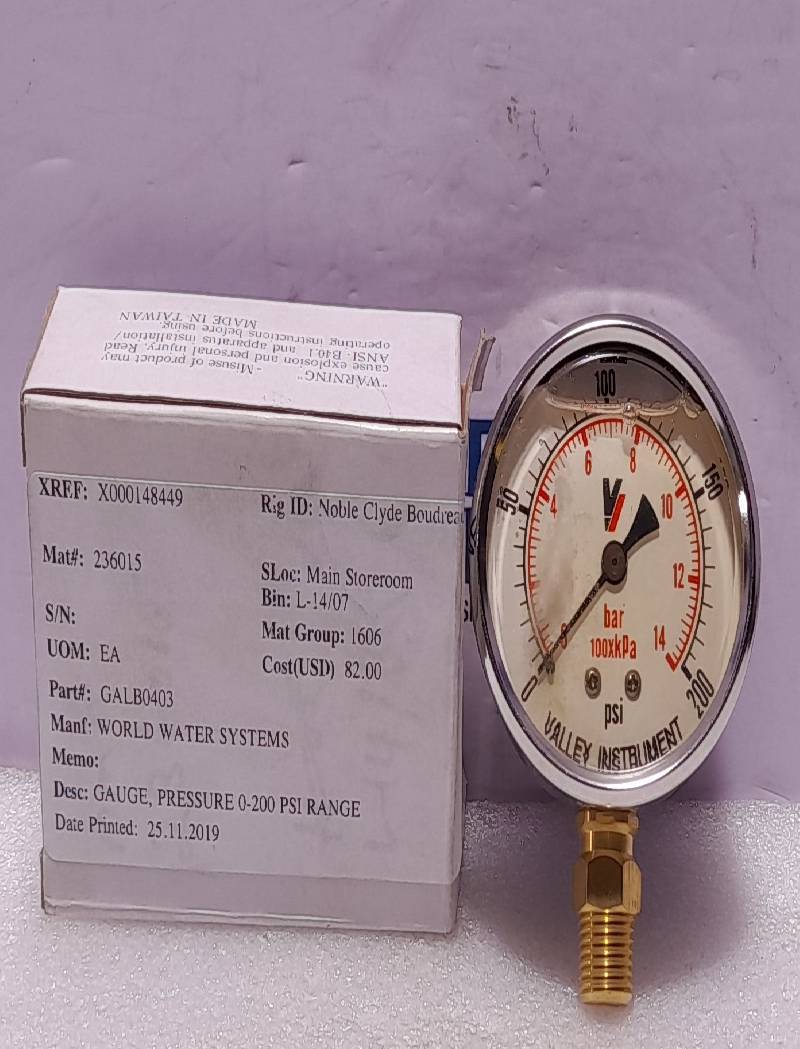 "WARNING"
- Misuse of product may
cause explosion and personal injury. Read
ANSI - B40.1 and apparatus installation/
operating instructions before using.
MADE IN TAIWAN
XREF: X000148449
Rig ID: Noble Clyde Boudrea
Mat#: 236015
SLoc: Main Storeroom
Bin: L-14/07
S/N:
Mat Group: 1606
UOM: EA
Cost(USD) 82.00
Part#: GALB0403
Manf: WORLD WATER SYSTEMS
Memo:
Desc: GAUGE, PRESSURE 0-200 PSI RANGE
Date Printed: 25.11.2019
100
6 8
50 150
4 10
VI
12
bar
0 14
100xkPa
0 200
psi
VALLEY INSTRUMENT